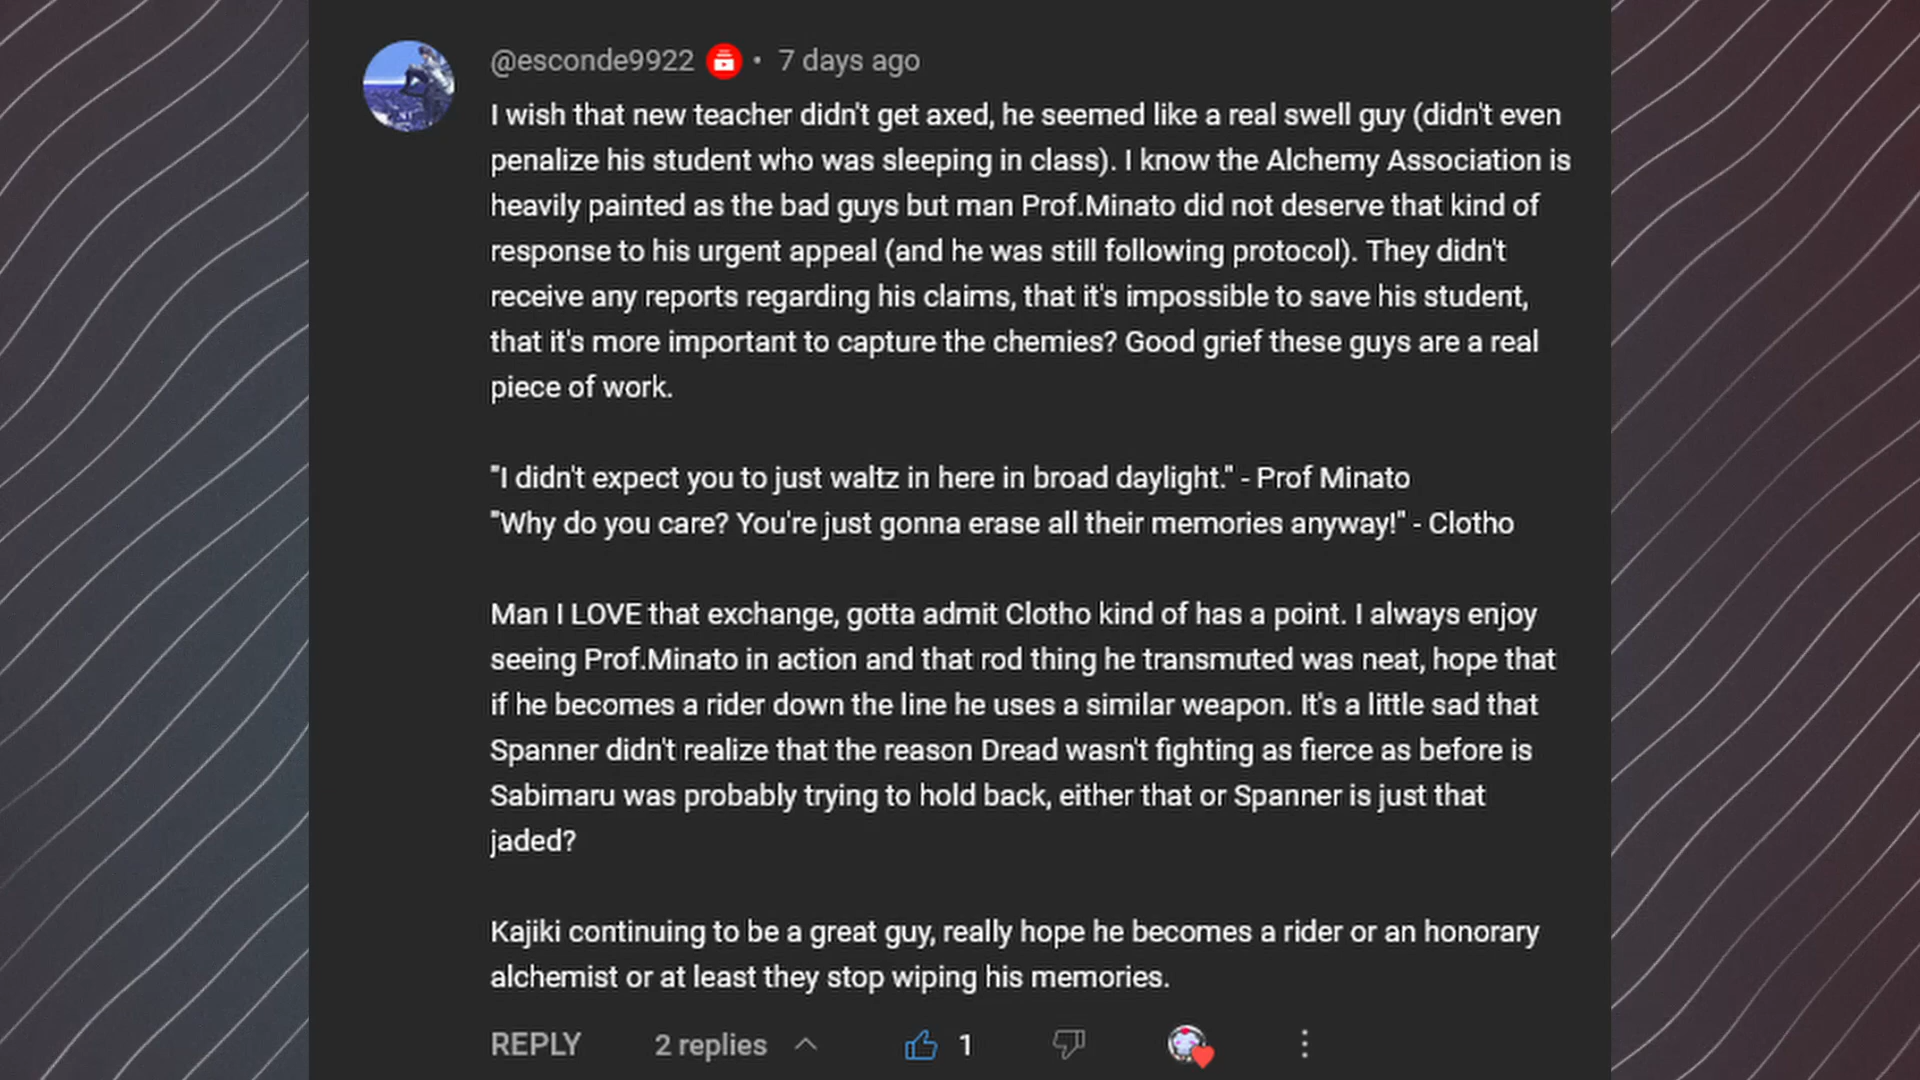 @esconde9922 • 7 days ago
I wish that new teacher didn't get axed, he seemed like a real swell guy (didn't even
penalize his student who was sleeping in class). I know the Alchemy Association is
heavily painted as the bad guys but man Prof.Minato did not deserve that kind of
response to his urgent appeal (and he was still following protocol). They didn't
receive any reports regarding his claims, that it's impossible to save his student,
that it's more important to capture the chemies? Good grief these guys are a real
piece of work.
"I didn't expect you to just waltz in here in broad daylight." - Prof Minato
"Why do you care? You're just gonna erase all their memories anyway!" - Clotho
Man I LOVE that exchange, gotta admit Clotho kind of has a point. I always enjoy
seeing Prof.Minato in action and that rod thing he transmuted was neat, hope that
if he becomes a rider down the line he uses a similar weapon. It's a little sad that
Spanner didn't realize that the reason Dread wasn't fighting as fierce as before is
Sabimaru was probably trying to hold back, either that or Spanner is just that
jaded?
Kajiki continuing to be a great guy, really hope he becomes a rider or an honorary
alchemist or at least they stop wiping his memories.
REPLY 2 replies 1